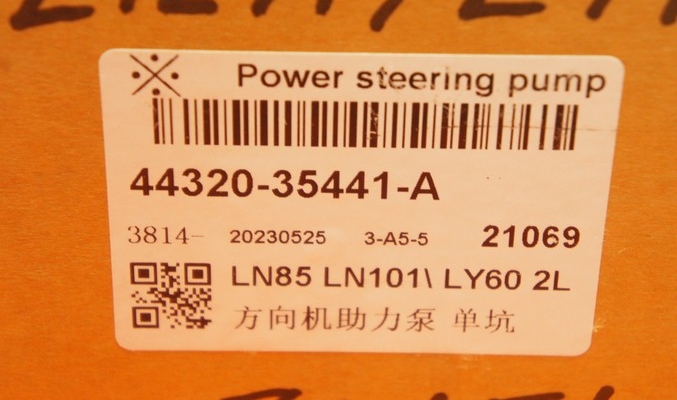 ※ Power steering pump
44320-35441-A
3814- 20230525 3-A5-5 21069
LN85 LN101\ LY60 2L
方向机助力泵 单坑